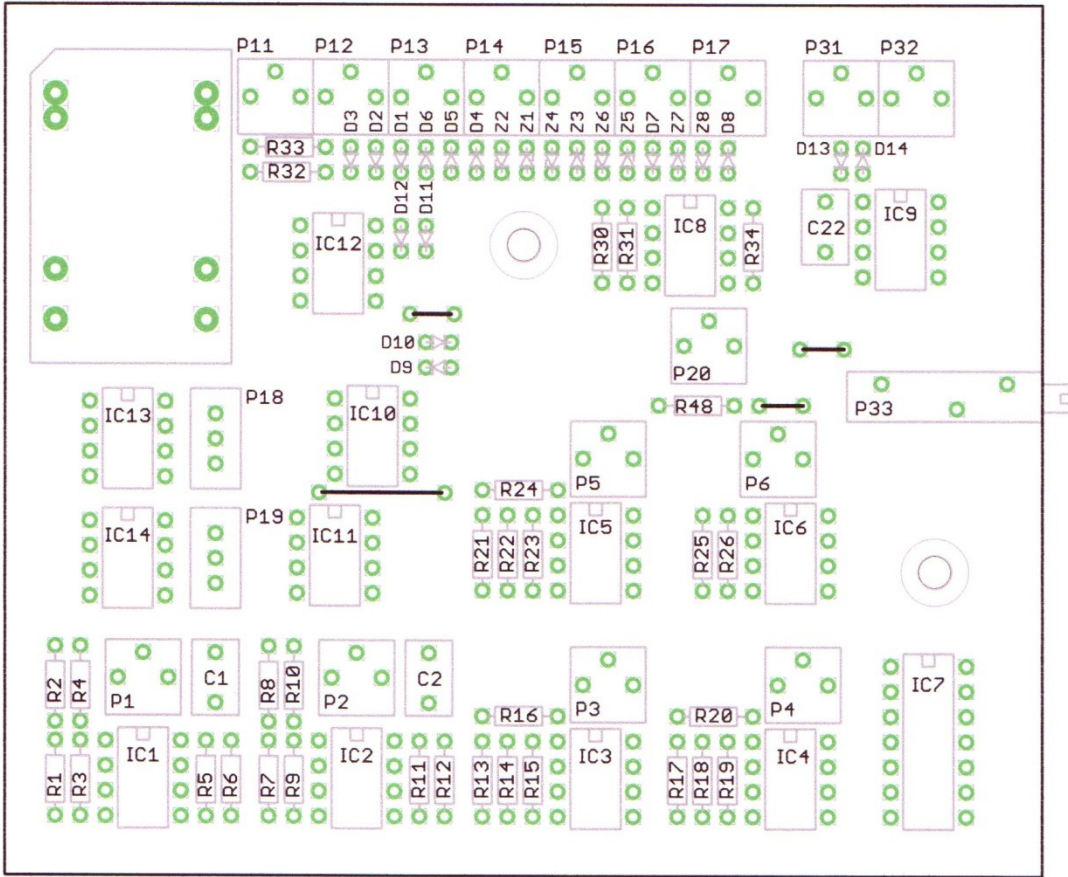 P11 P12 P13 P14 P15 P16 P17 P31 P32
D3 D2 D1 D6 D5 D4 Z2 Z1 Z4 Z3 Z6 Z5 D7 Z7 Z8 D8
R33 D13 D14
R32
D12 D11
IC12 R30 R31 IC8 R34 C22 IC9
D10
D9 P20
P18 R48 P33
IC13 IC10
P5 P6
R24
P19
IC14 IC11 R21 R22 R23 IC5 R25 R26 IC6
R2 R4 C1 R8 R10 C2 IC7
P1 P2 P3 P4
R16 R20
R1 R3 IC1 R5 R6 R7 R9 IC2 R11 R12 R13 R14 R15 IC3 R17 R18 R19 IC4